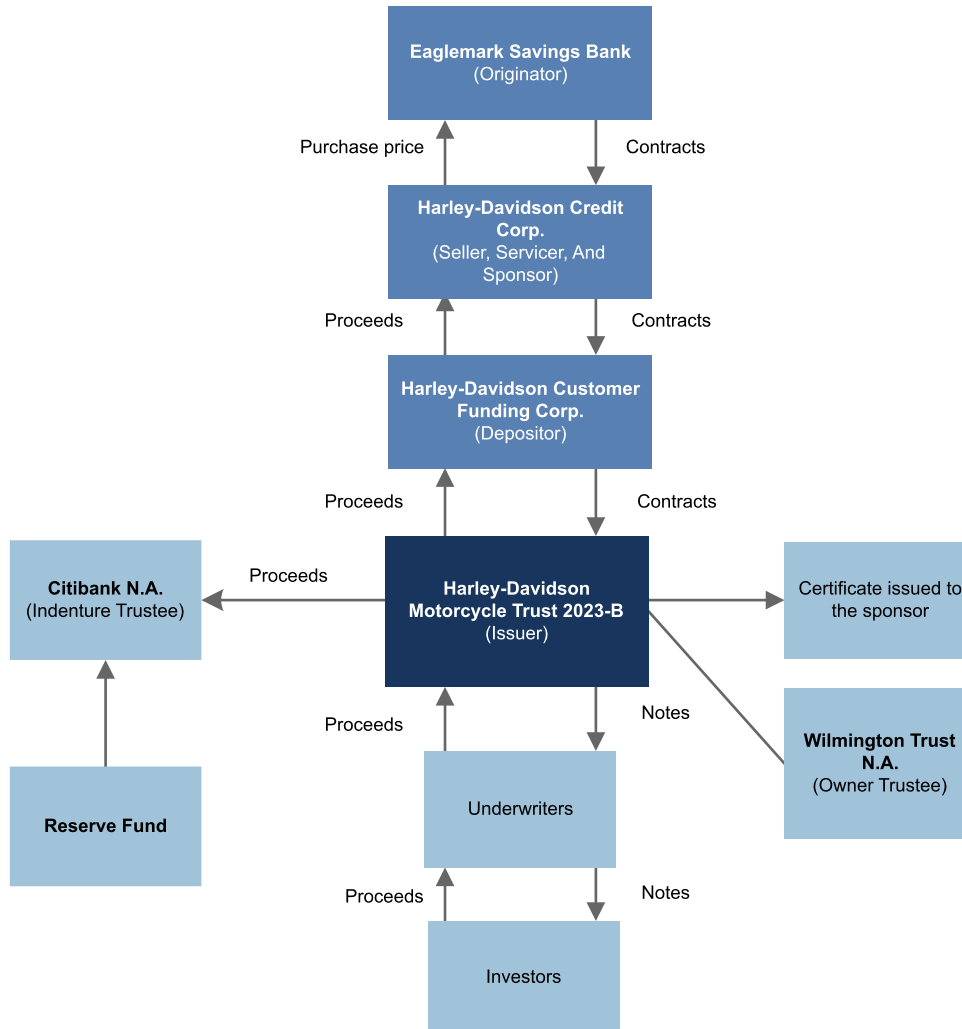 Eaglemark Savings Bank
(Originator)
Purchase price
Contracts
Harley-Davidson Credit
Corp.
(Seller, Servicer, And
Sponsor)
Proceeds
Contracts
Harley-Davidson Customer
Funding Corp.
(Depositor)
Proceeds
Contracts
Citibank N.A.
(Indenture Trustee)
Proceeds
Harley-Davidson
Motorcycle Trust 2023-B
(Issuer)
Certificate issued to
the sponsor
Proceeds
Notes
Wilmington Trust
N.A.
(Owner Trustee)
Reserve Fund
Underwriters
Proceeds
Notes
Investors